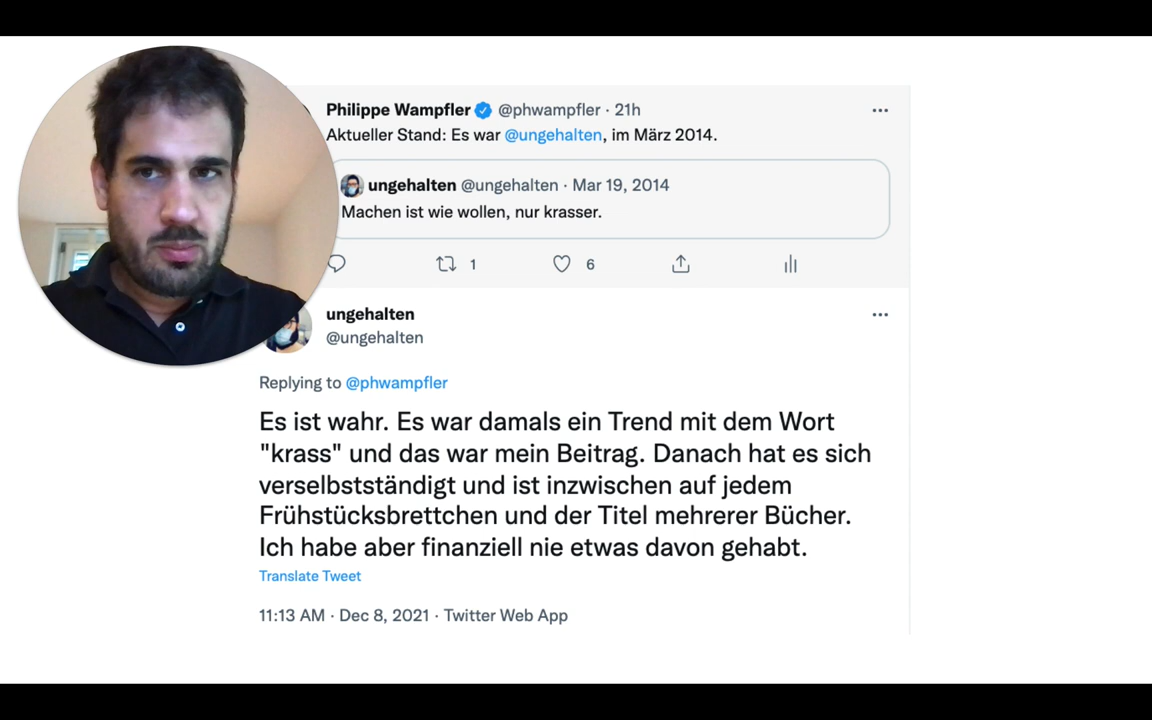 Philippe Wampfler @phwampfler · 21h
Aktueller Stand: Es war @ungehalten, im März 2014.
ungehalten @ungehalten · Mar 19, 2014
Machen ist wie wollen, nur krasser.
1 6
ungehalten
@ungehalten
Replying to @phwampfler
Es ist wahr. Es war damals ein Trend mit dem Wort
"krass" und das war mein Beitrag. Danach hat es sich
verselbstständigt und ist inzwischen auf jedem
Frühstücksbrettchen und der Titel mehrerer Bücher.
Ich habe aber finanziell nie etwas davon gehabt.
Translate Tweet
11:13 AM · Dec 8, 2021 · Twitter Web App